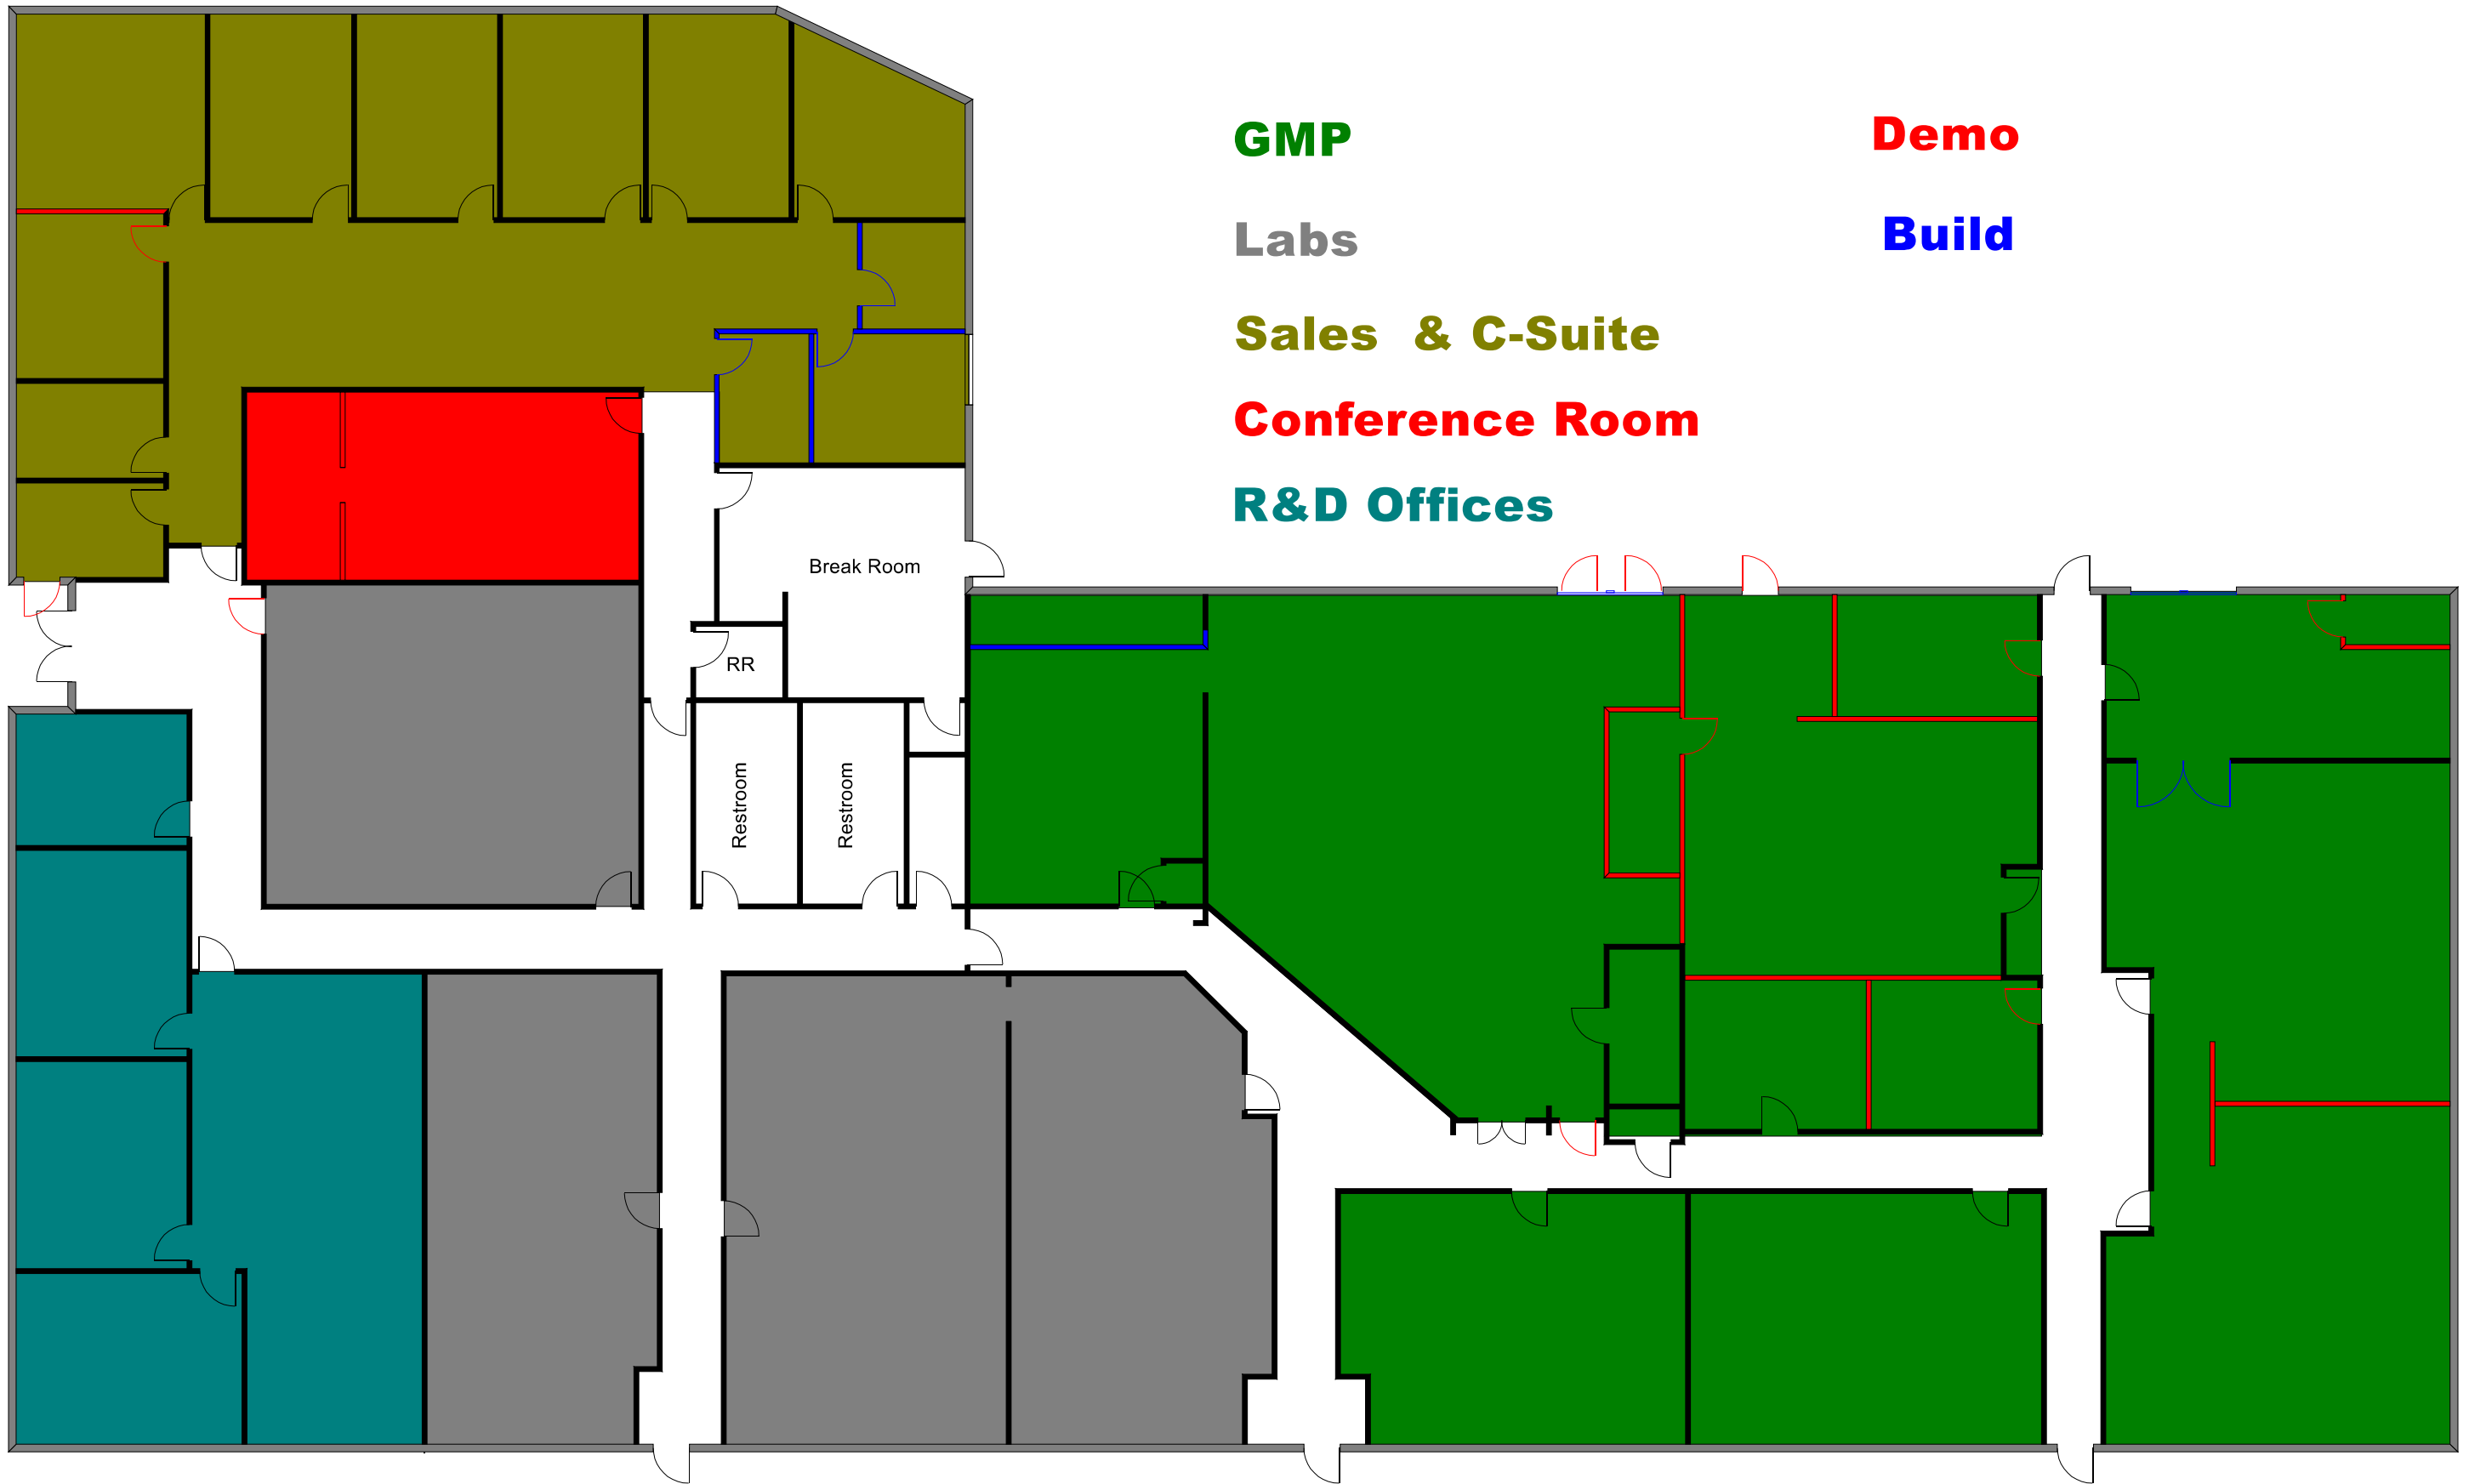 GMP
Demo
Labs
Build
Sales & C-Suite
Conference Room
R&D Offices
Break Room
RR
Restroom
Restroom